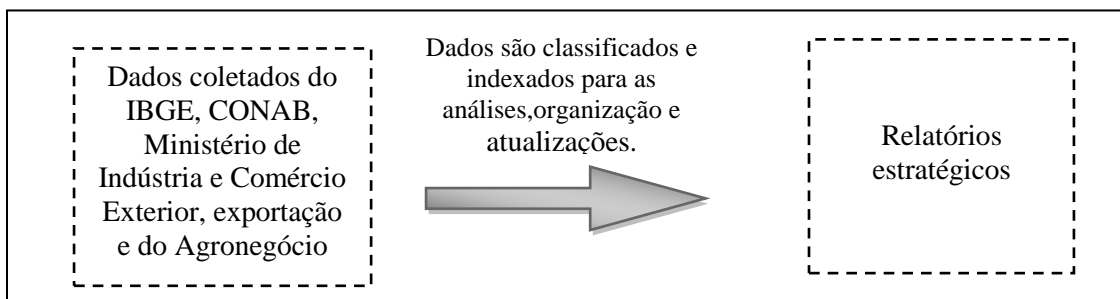 Dados coletados do
IBGE, CONAB,
Ministério de
Indústria e Comércio
Exterior, exportação
e do Agronegócio
Dados são classificados e
indexados para as
análises,organização e
atualizações.
Relatórios
estratégicos